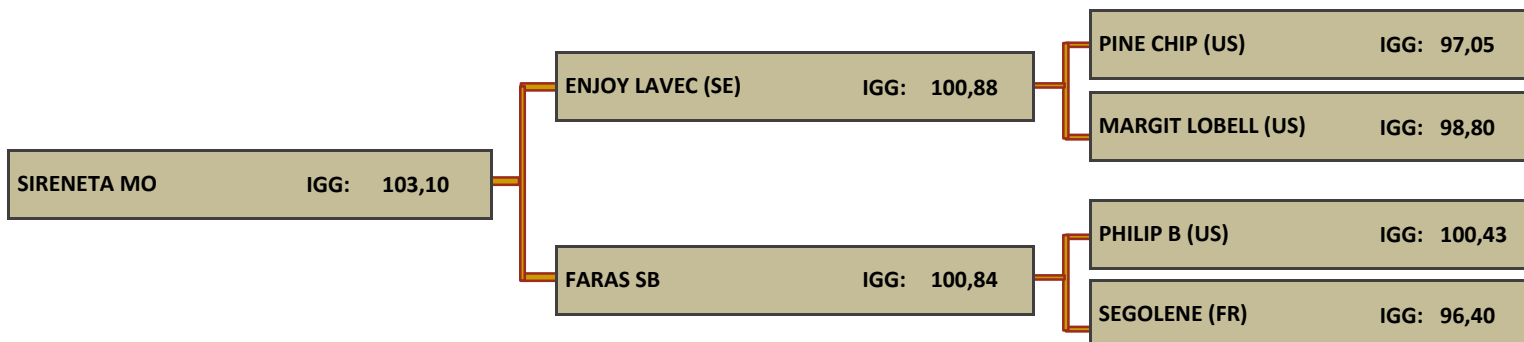 SIRENETA MO IGG: 103,10
ENJOY LAVEC (SE) IGG: 100,88
FARAS SB IGG: 100,84
PINE CHIP (US) IGG: 97,05
MARGIT LOBELL (US) IGG: 98,80
PHILIP B (US) IGG: 100,43
SEGOLENE (FR) IGG: 96,40